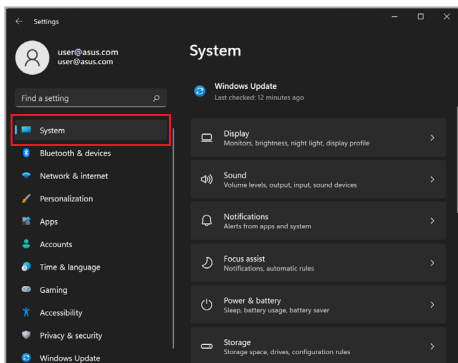 Settings
user@asus.com
user@asus.com
Find a setting
System
Bluetooth & devices
Network & internet
Personalization
Apps
Accounts
Time & language
Gaming
Accessibility
Privacy & security
Windows Update
System
Windows Update
Last checked: 12 minutes ago
Display
Monitors, brightness, night light, display profile
Sound
Volume levels, output, input, sound devices
Notifications
Alerts from apps and system
Focus assist
Notifications, automatic rules
Power & battery
Sleep, battery usage, battery saver
Storage
Storage space, drives, configuration rules